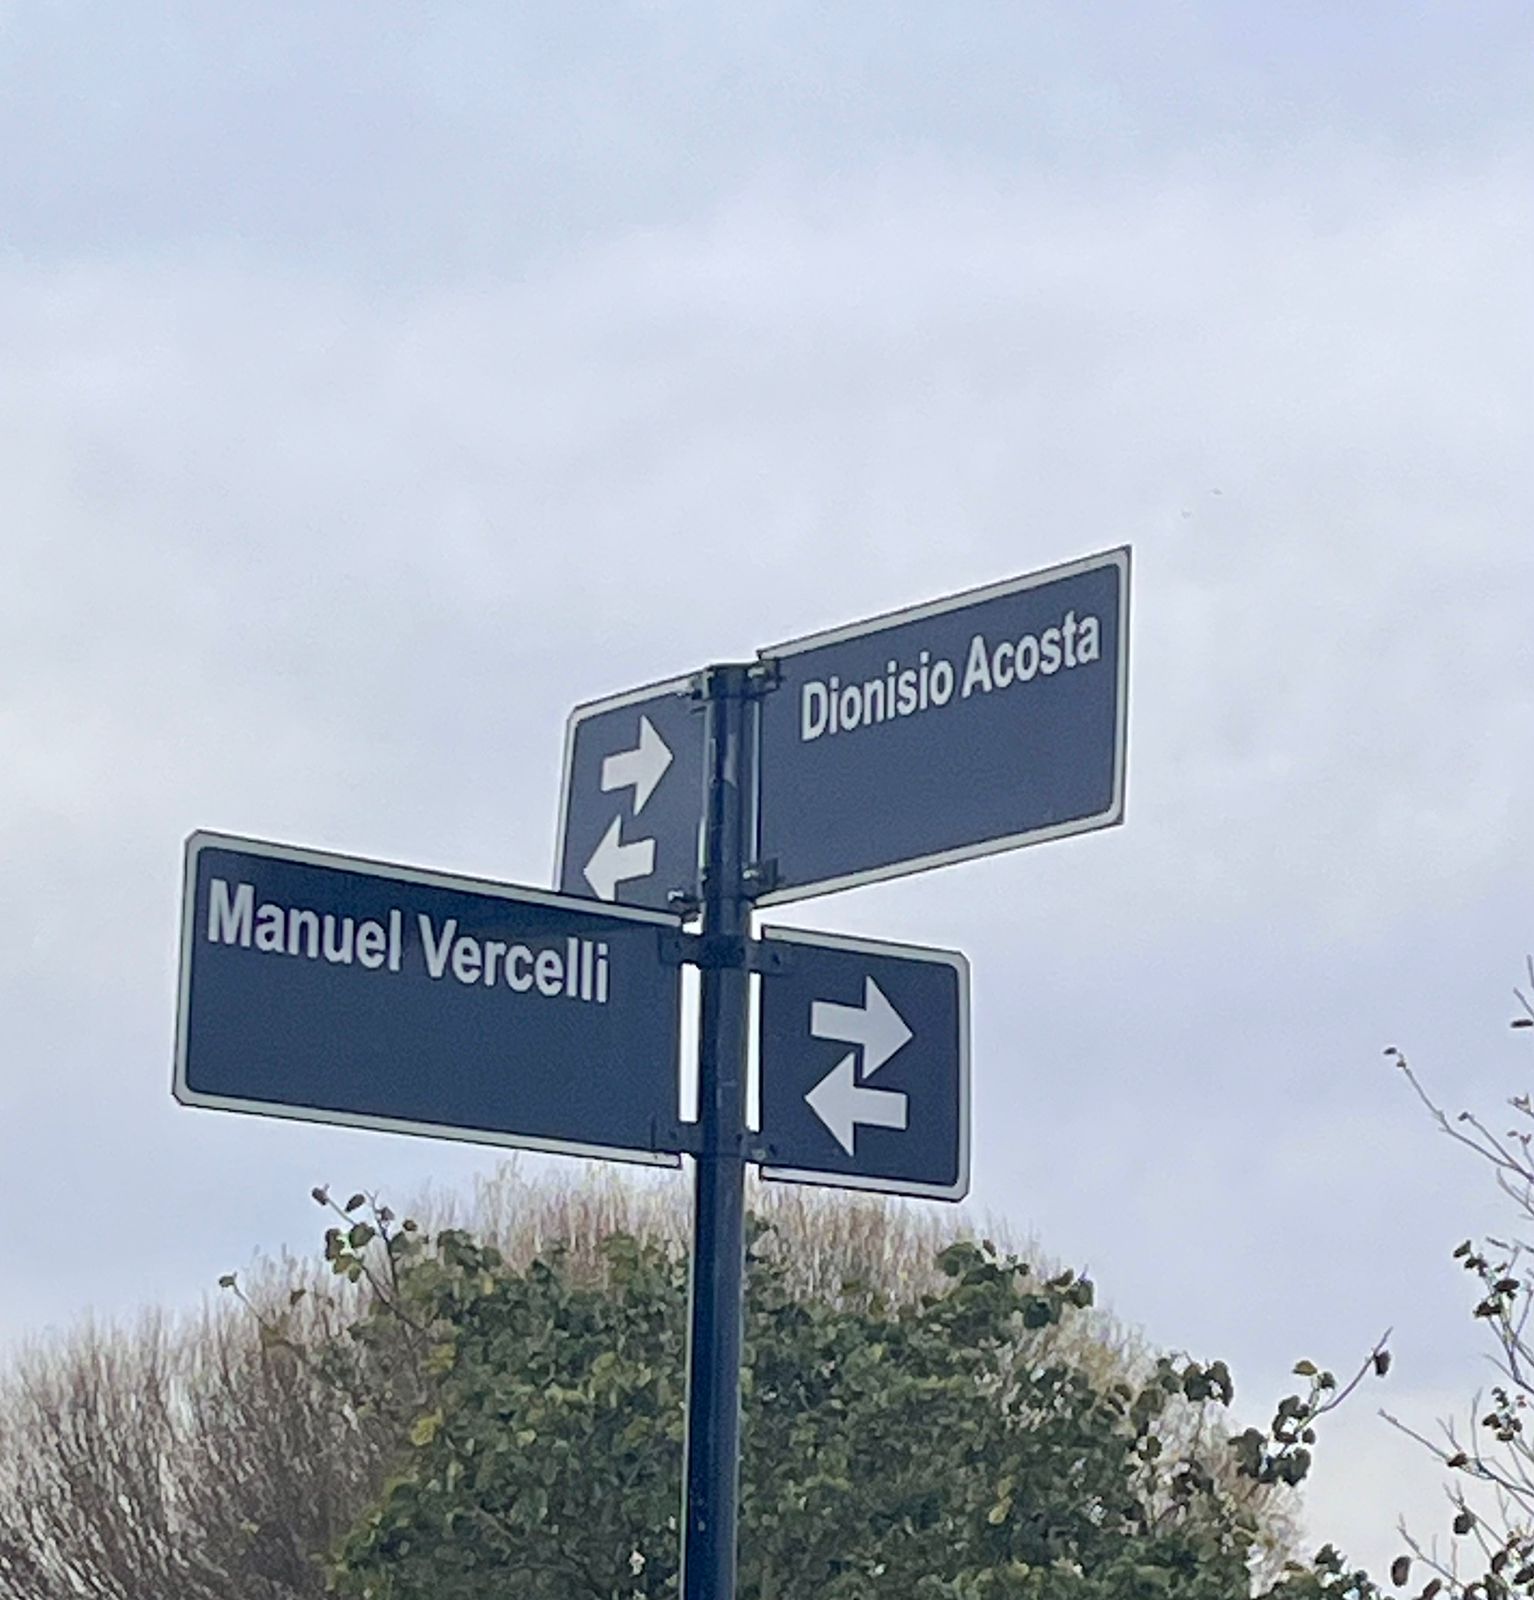 Dionisio Acosta
Manuel Vercelli